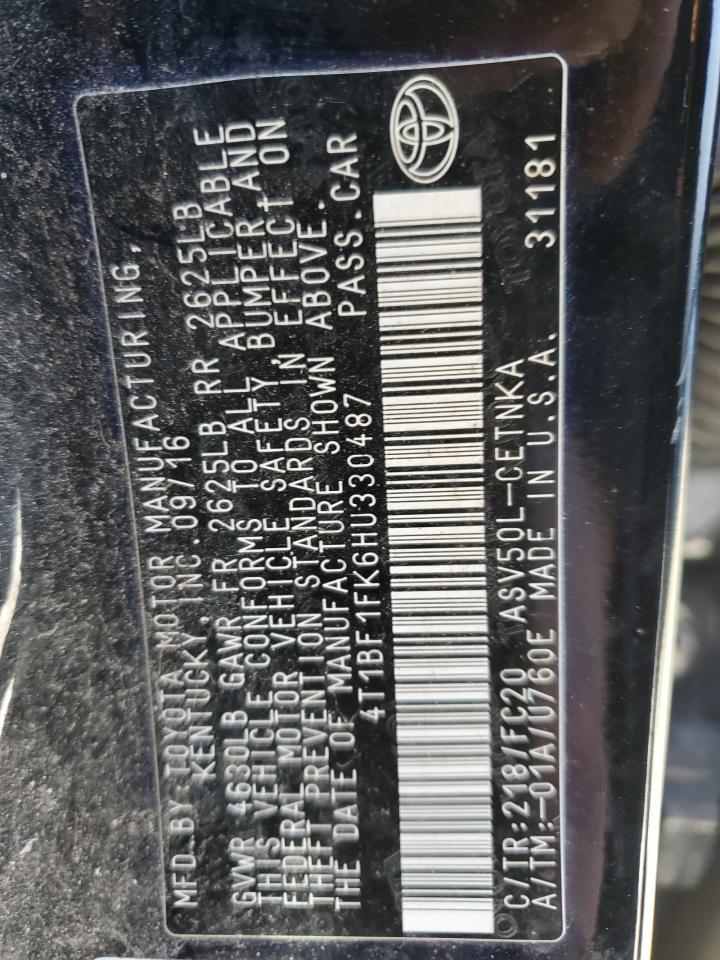 MFD.BY TOYOTA MOTOR MANUFACTURING,
KENTUCKY,INC.09/16
GVWR 4630LB GAWR FR 2625LB RR 2625LB
THIS VEHICLE CONFORMS TO ALL APPLICABLE
FEDERAL MOTOR VEHICLE SAFETY,BUMPER,AND
THEFT PREVENTION STANDARDS IN EFFECT ON
THE DATE OF MANUFACTURE SHOWN ABOVE.
4T1BF1FK6HU330487 PASS.CAR
C/TR:218/FC20 ASV50L-CETNKA
A/TM:-01A/U760E MADE IN U.S.A. 31181